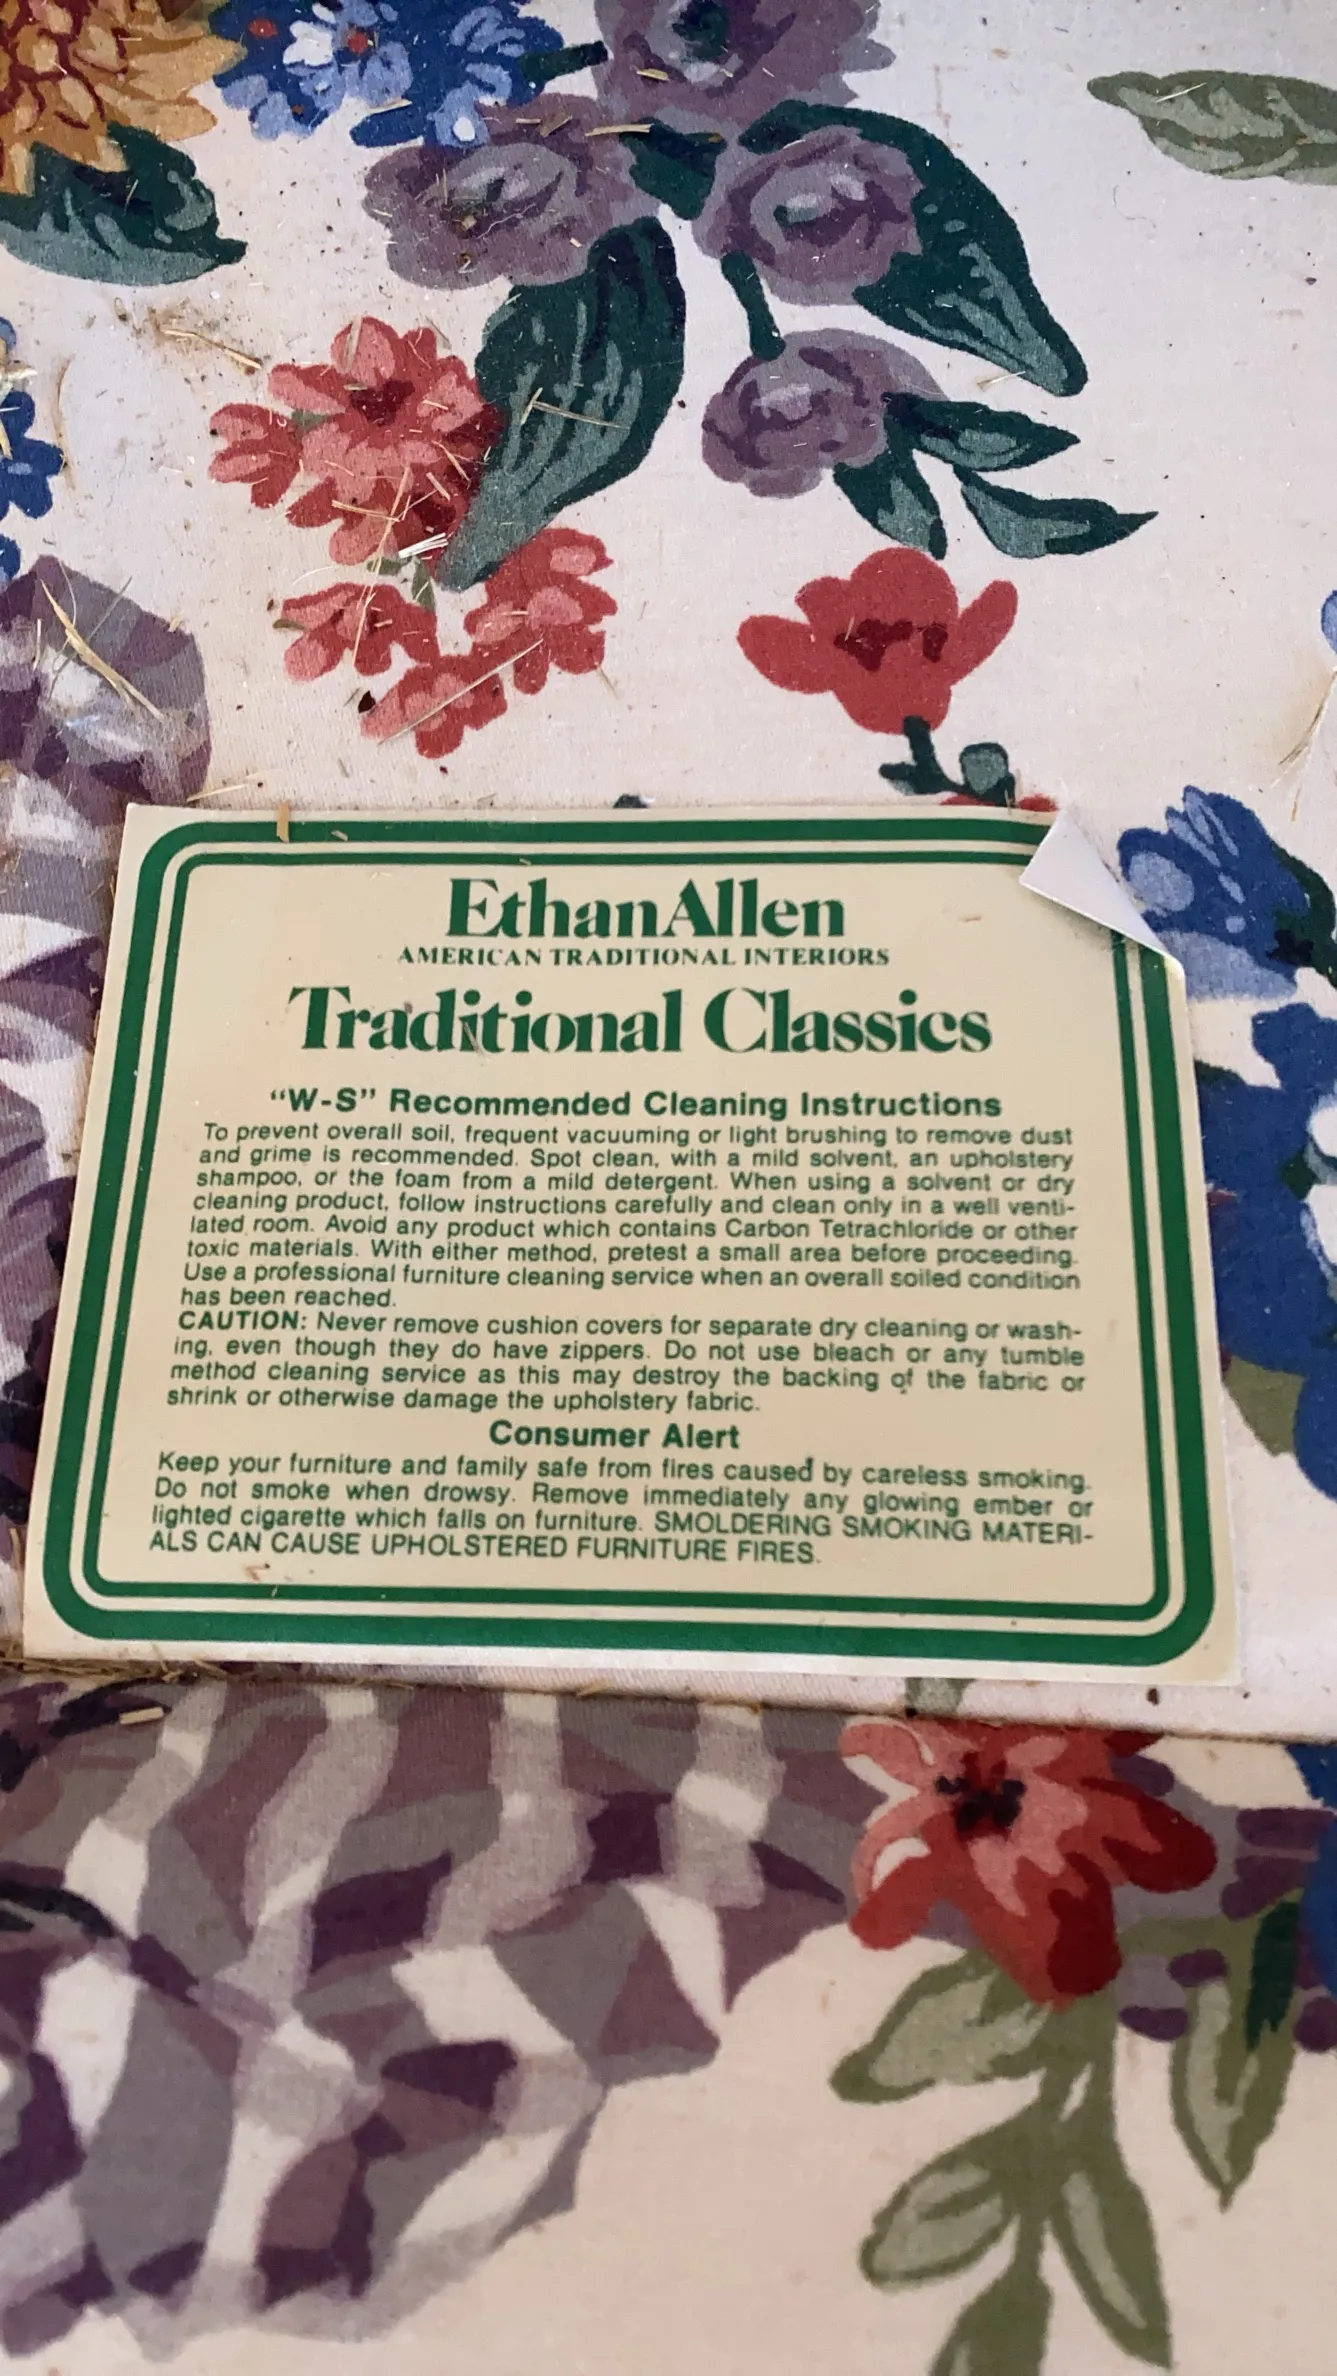 EthanAllen
AMERICAN TRADITIONAL INTERIORS
Traditional Classics
“W-S” Recommended Cleaning Instructions
To prevent overall soil, frequent vacuuming or light brushing to remove dust
and grime is recommended. Spot clean, with a mild solvent, an upholstery
shampoo, or the foam from a mild detergent. When using a solvent or dry
cleaning product, follow instructions carefully and clean only in a well venti-
lated room. Avoid any product which contains Carbon Tetrachloride or other
toxic materials. With either method, pretest a small area before proceeding.
Use a professional furniture cleaning service when an overall soiled condition
has been reached.
CAUTION: Never remove cushion covers for separate dry cleaning or wash-
ing, even though they do have zippers. Do not use bleach or any tumble
method cleaning service as this may destroy the backing of the fabric or
shrink or otherwise damage the upholstery fabric.
Consumer Alert
Keep your furniture and family safe from fires caused by careless smoking.
Do not smoke when drowsy. Remove immediately any glowing ember or
lighted cigarette which falls on furniture. SMOLDERING SMOKING MATERI-
ALS CAN CAUSE UPHOLSTERED FURNITURE FIRES.